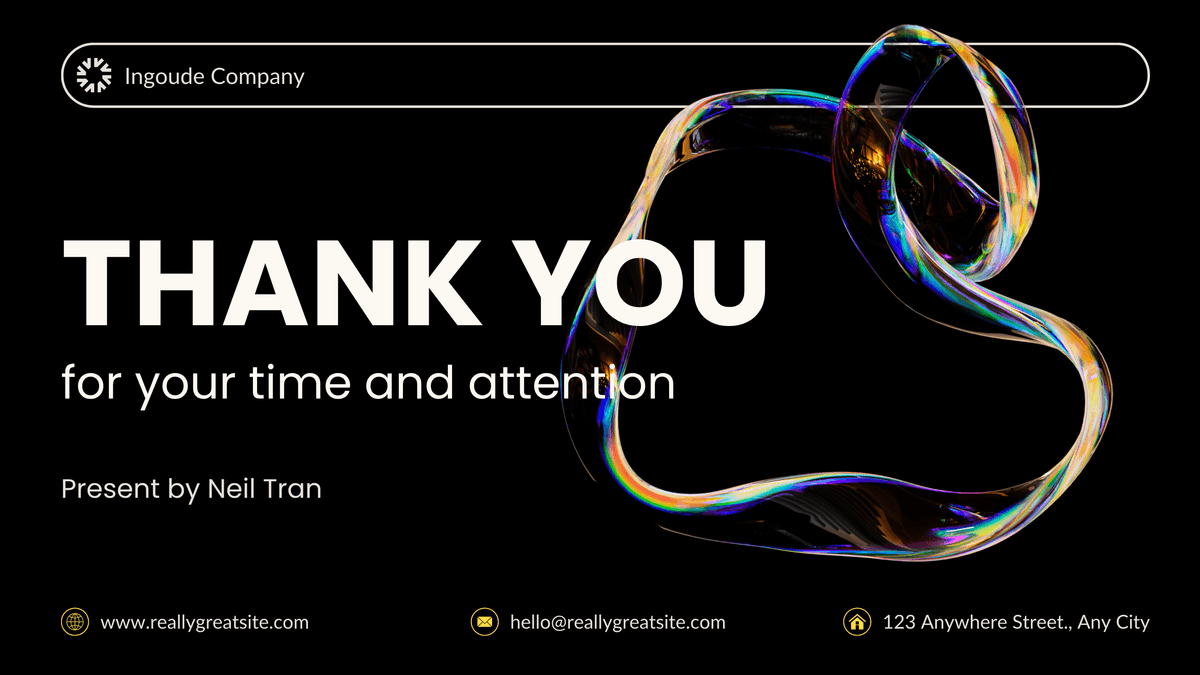 Ingoude Company
THANK YOU
for your time and attention
Present by Neil Tran
www.reallygreatsite.com
hello@reallygreatsite.com
123 Anywhere Street., Any City